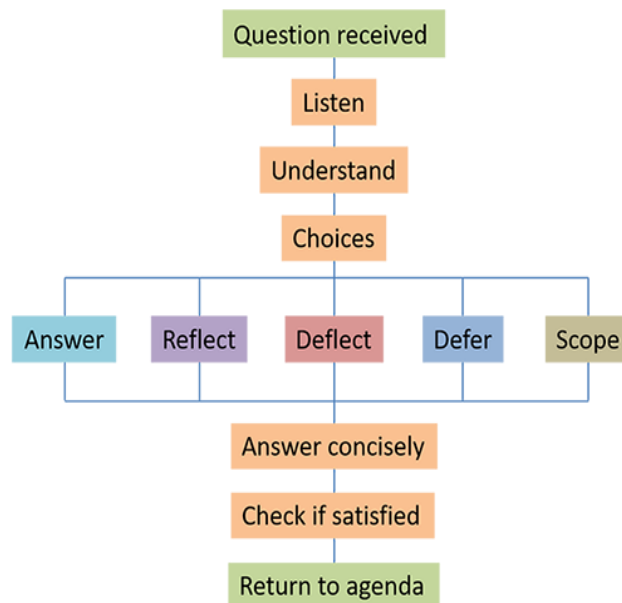 Question received
Listen
Understand
Choices
Answer
Reflect
Deflect
Defer
Scope
Answer concisely
Check if satisfied
Return to agenda